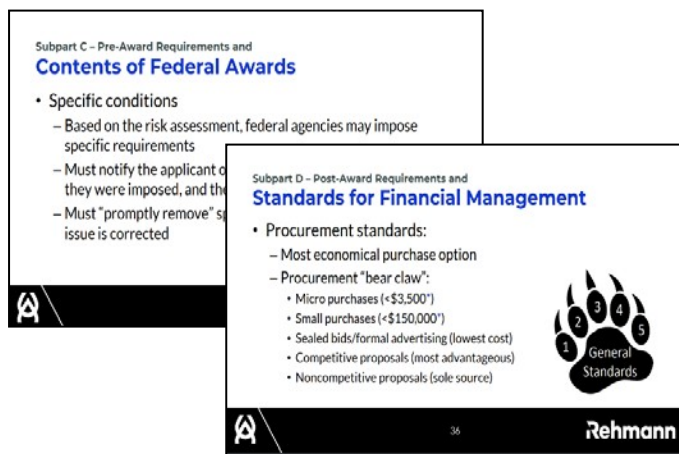 Subpart C – Pre-Award Requirements and
Contents of Federal Awards
• Specific conditions
– Based on the risk assessment, federal agencies may impose
specific requirements
– Must notify the applicant o
they were imposed, and the
– Must "promptly remove" sp
issue is corrected
Subpart D – Post-Award Requirements and
Standards for Financial Management
• Procurement standards:
– Most economical purchase option
– Procurement "bear claw":
• Micro purchases (<$3,500*)
• Small purchases (<$150,000*)
• Sealed bids/formal advertising (lowest cost)
• Competitive proposals (most advantageous)
• Noncompetitive proposals (sole source)
1 2 3 4 5
General
Standards
36
Rehmann